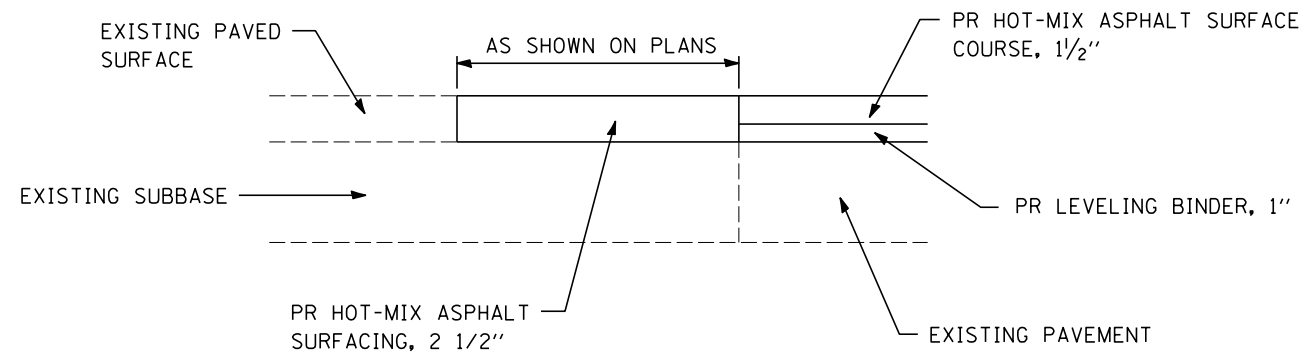 EXISTING PAVED
SURFACE
AS SHOWN ON PLANS
PR HOT-MIX ASPHALT SURFACE
COURSE, 1½"
EXISTING SUBBASE
PR LEVELING BINDER, 1"
PR HOT-MIX ASPHALT
SURFACING, 2 1/2"
EXISTING PAVEMENT